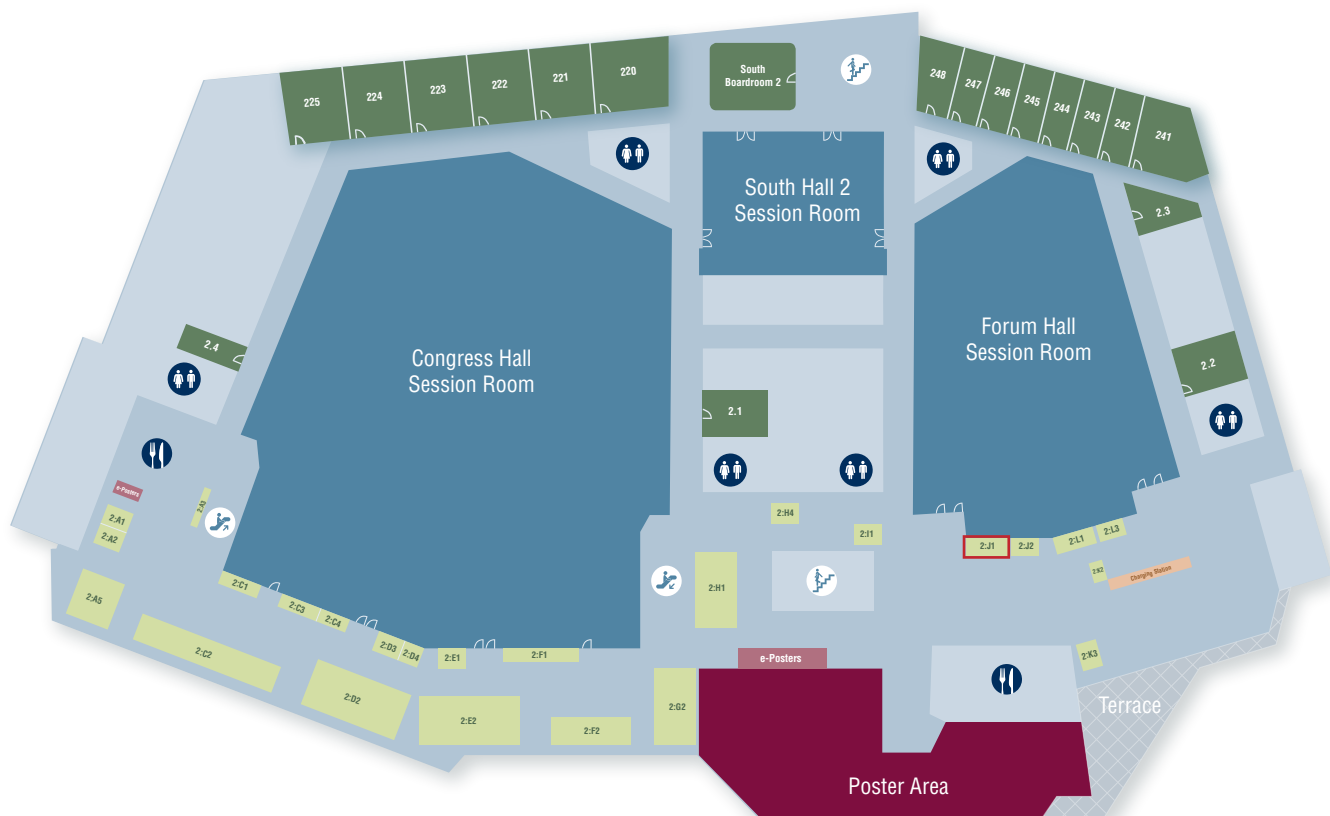 225
224
223
222
221
220
South
Boardroom 2
248
247
246
245
244
243
242
241
South Hall 2
Session Room
2.3
2.4
Congress Hall
Session Room
Forum Hall
Session Room
2.2
2.1
e-Posters
2:A1
2:A2
2:A3
2:H4
2:I1
2:J1
2:J2
2:L1
2:L3
2:K2
Charging Station
2:A5
2:C1
2:C3
2:C4
2:C2
2:D3
2:D4
2:E1
2:F1
2:H1
e-Posters
2:K3
2:D2
2:E2
2:F2
2:G2
Terrace
Poster Area